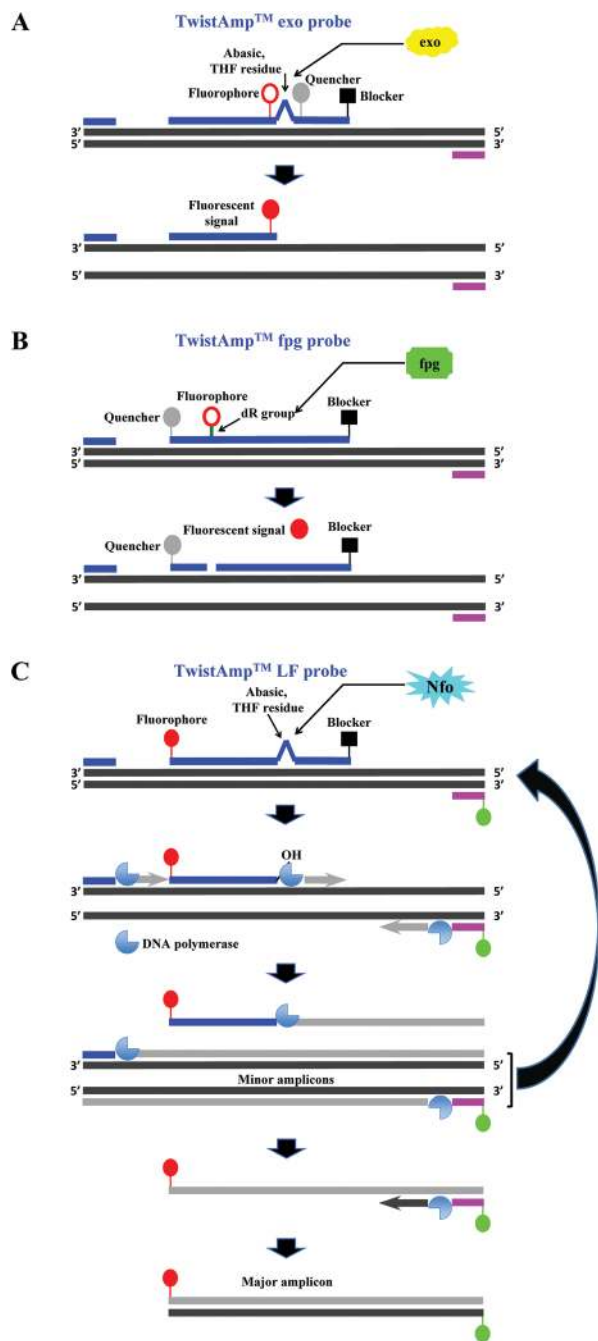 A
TwistAmp™ exo probe
exo
Abasic,
THF residue
Quencher
Fluorophore
Blocker
3’ 5’
5’ 3’
Fluorescent
signal
3’ 5’
5’ 3’
B
TwistAmp™ fpg probe
fpg
Fluorophore
Quencher
dR group
Blocker
3’ 5’
5’ 3’
Fluorescent signal
Blocker
Quencher
3’ 5’
5’ 3’
C
TwistAmp™ LF probe
Nfo
Abasic,
THF residue
Fluorophore
Blocker
3’ 5’
5’ 3’
OH
3’ 5’
5’ 3’
DNA polymerase
3’ 5’
Minor amplicons
5’ 3’
Major amplicon